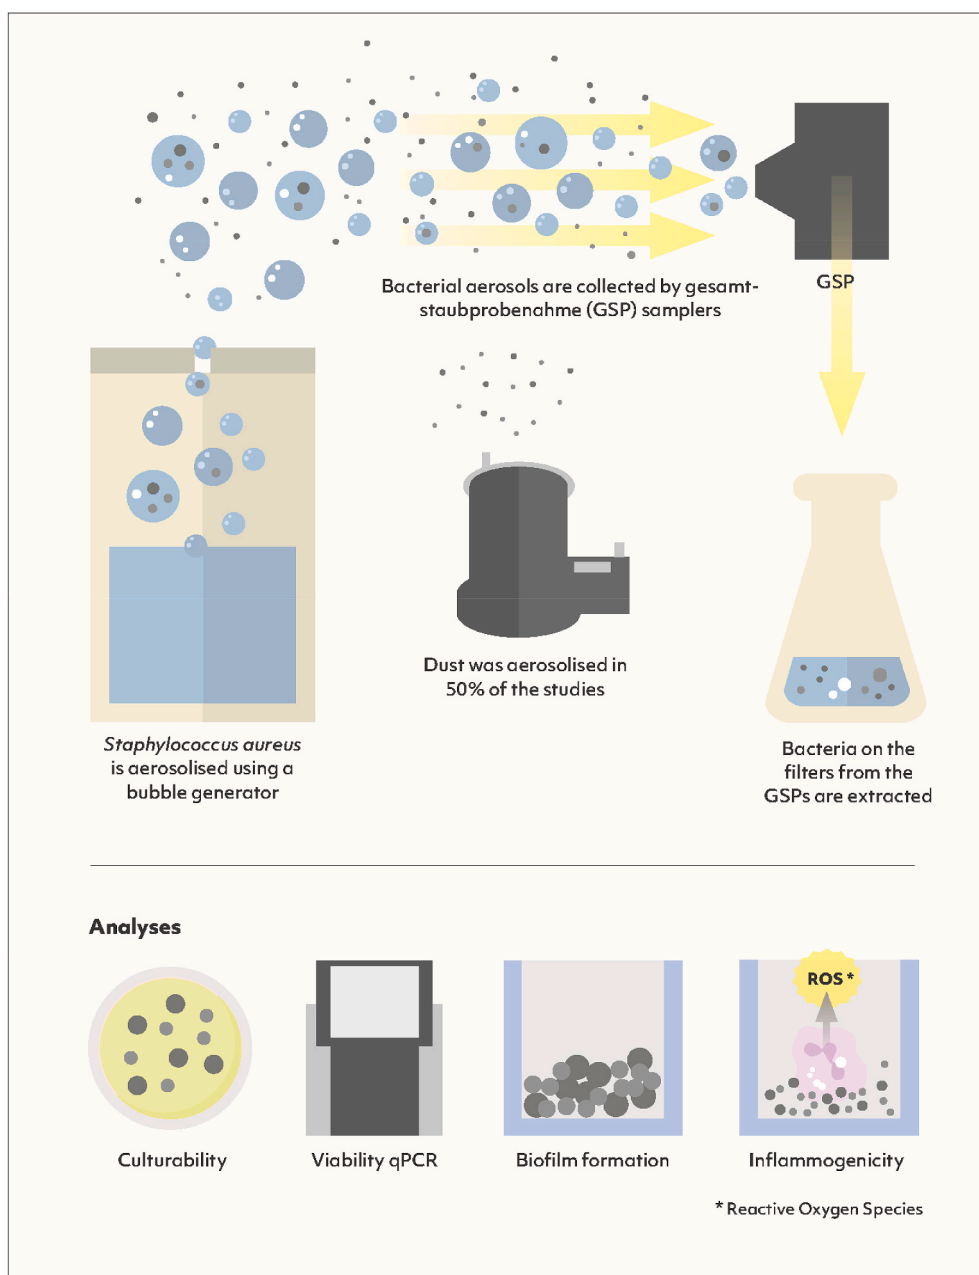 Bacterial aerosols are collected by gesamt-
staubprobenahme (GSP) samplers
GSP
Dust was aerosolised in
50% of the studies
Staphylococcus aureus
is aerosolised using a
bubble generator
Bacteria on the
filters from the
GSPs are extracted
Analyses
ROS *
Culturability
Viability qPCR
Biofilm formation
Inflammogenicity
* Reactive Oxygen Species